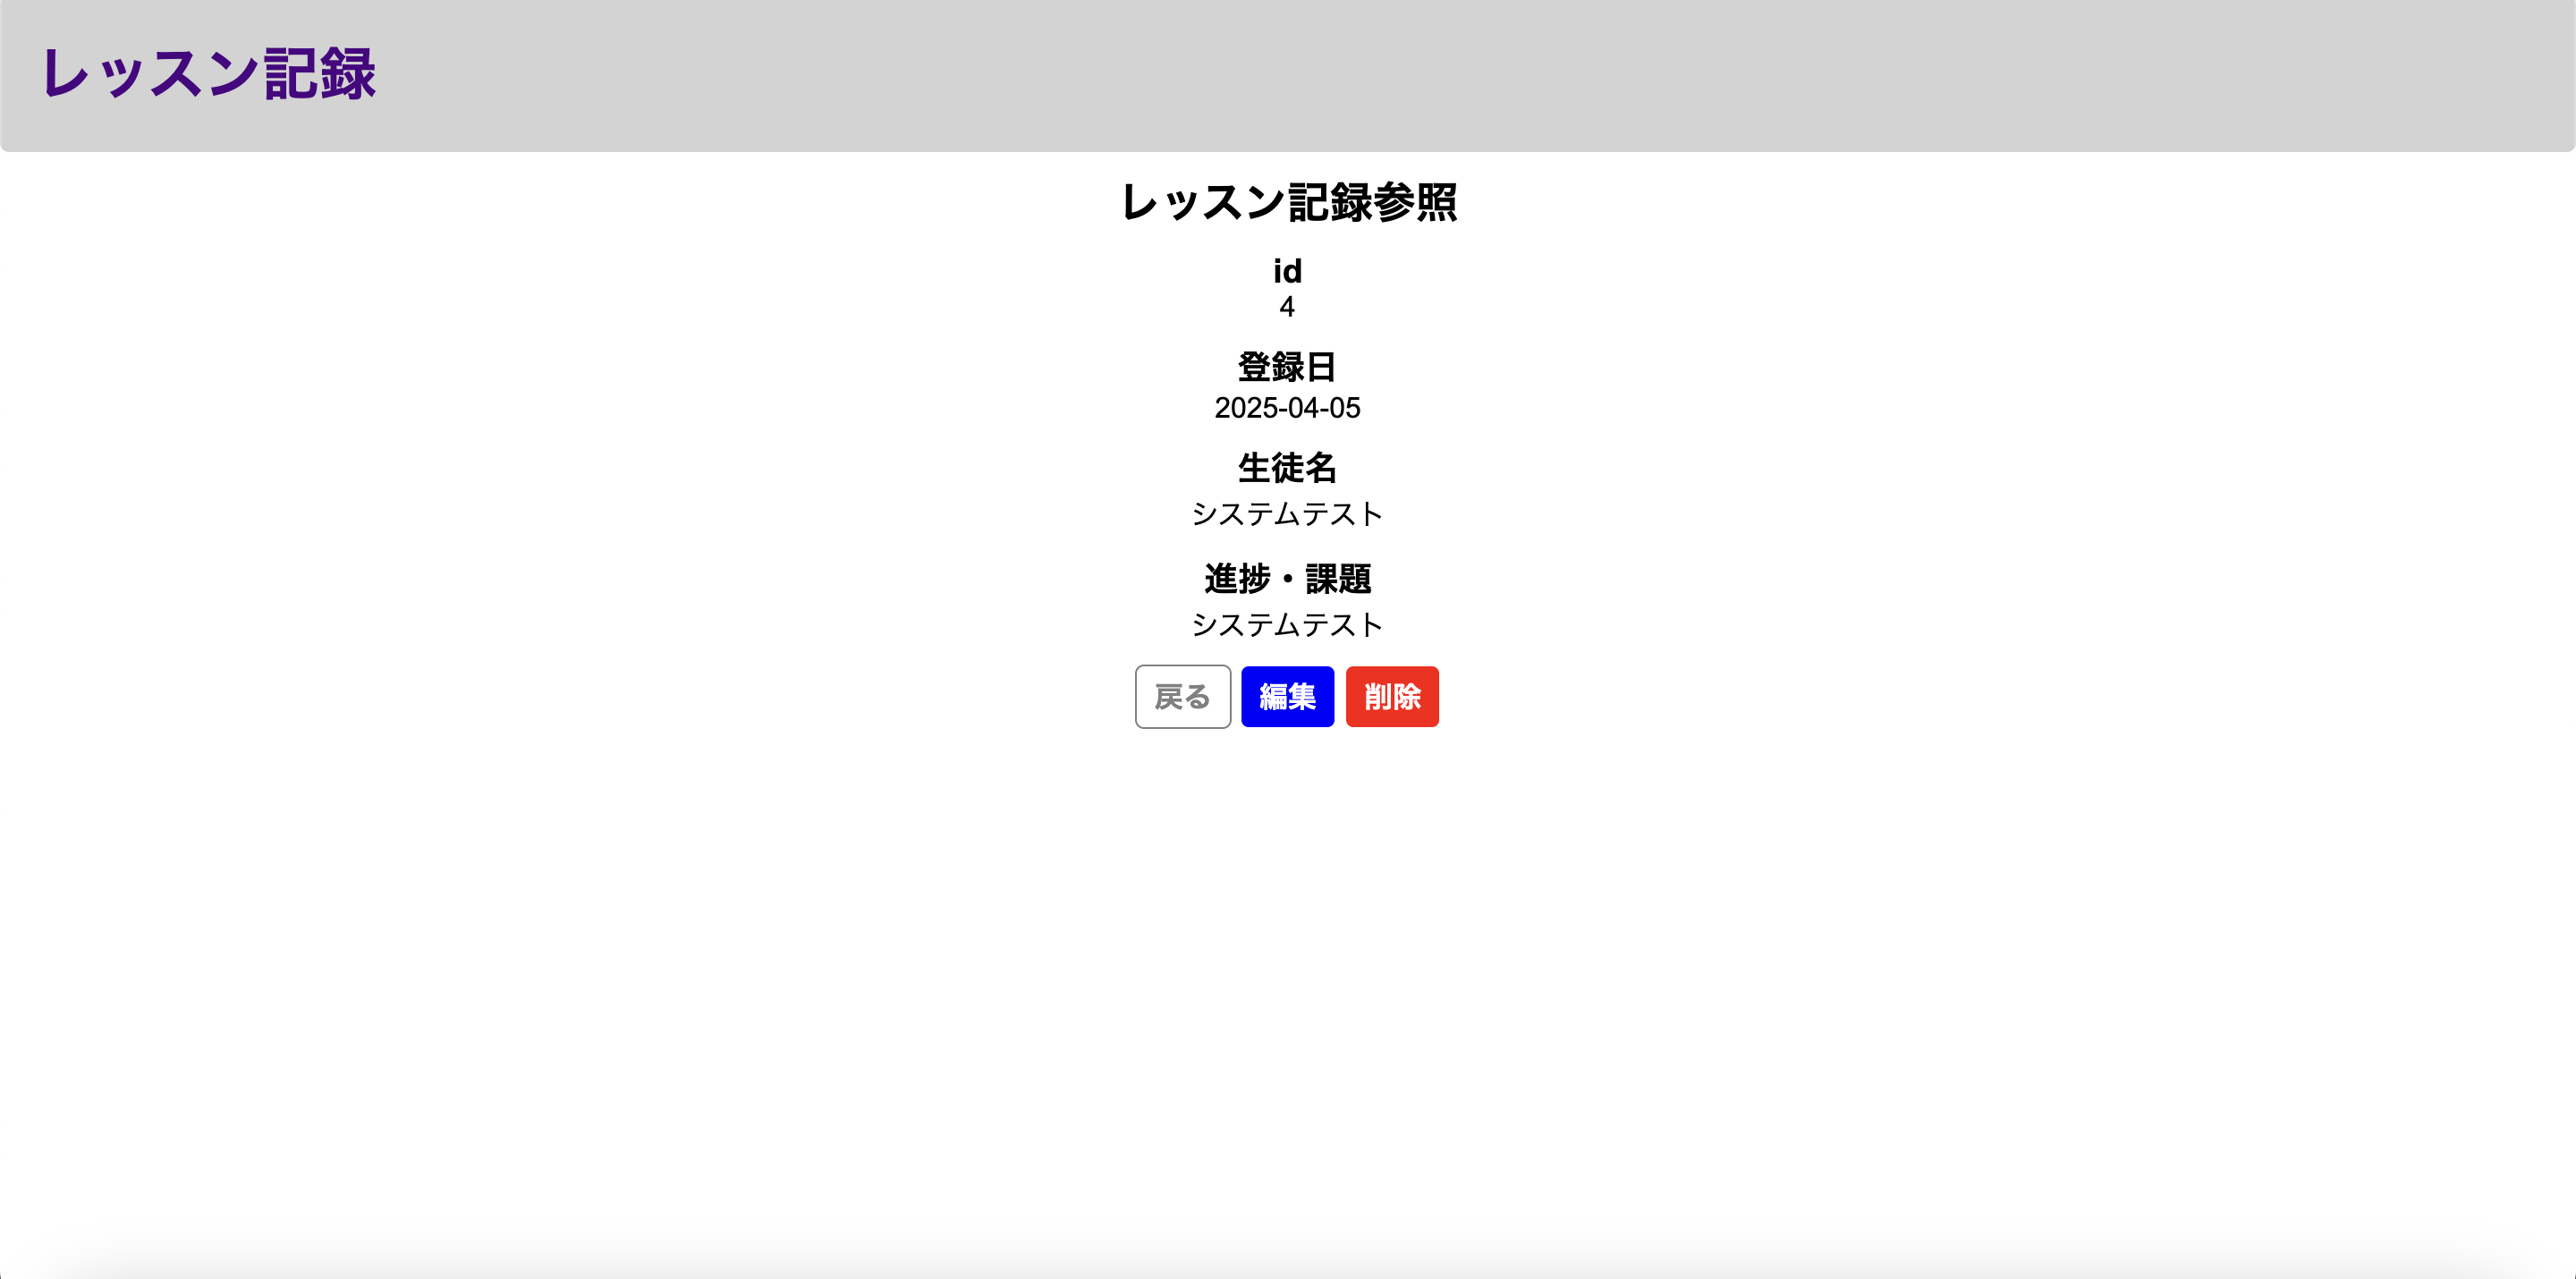 レッスン記録
レッスン記録参照
id
4
登録日
2025-04-05
生徒名
システムテスト
進捗・課題
システムテスト
戻る 編集 削除